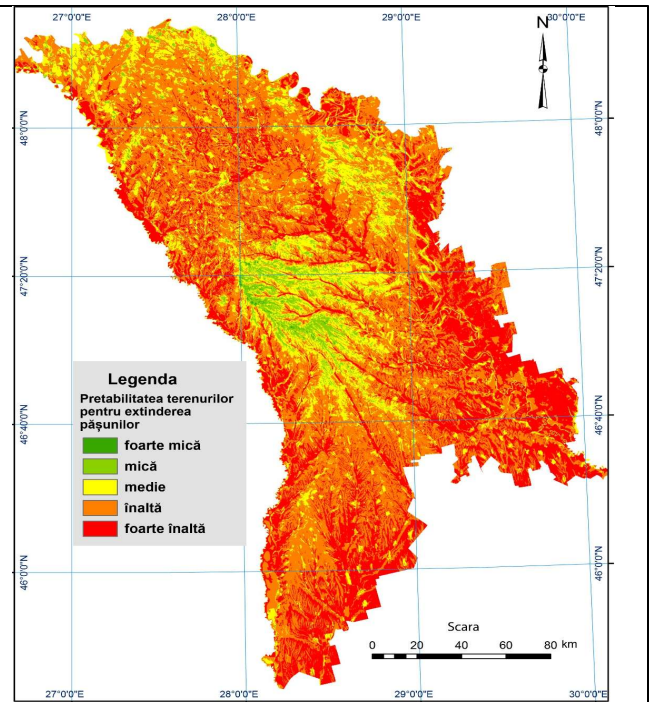 27°0'0"E 28°0'0"E 29°0'0"E 30°0'0"E
N
48°0'0"N 48°0'0"N
47°20'0"N 47°20'0"N
46°40'0"N 46°40'0"N
46°0'0"N 46°0'0"N
Legenda
Pretabilitatea terenurilor
pentru extinderea
pășunilor
foarte mică
mică
medie
înaltă
foarte înaltă
Scara
0 20 40 60 80 km
27°0'0"E 28°0'0"E 29°0'0"E 30°0'0"E